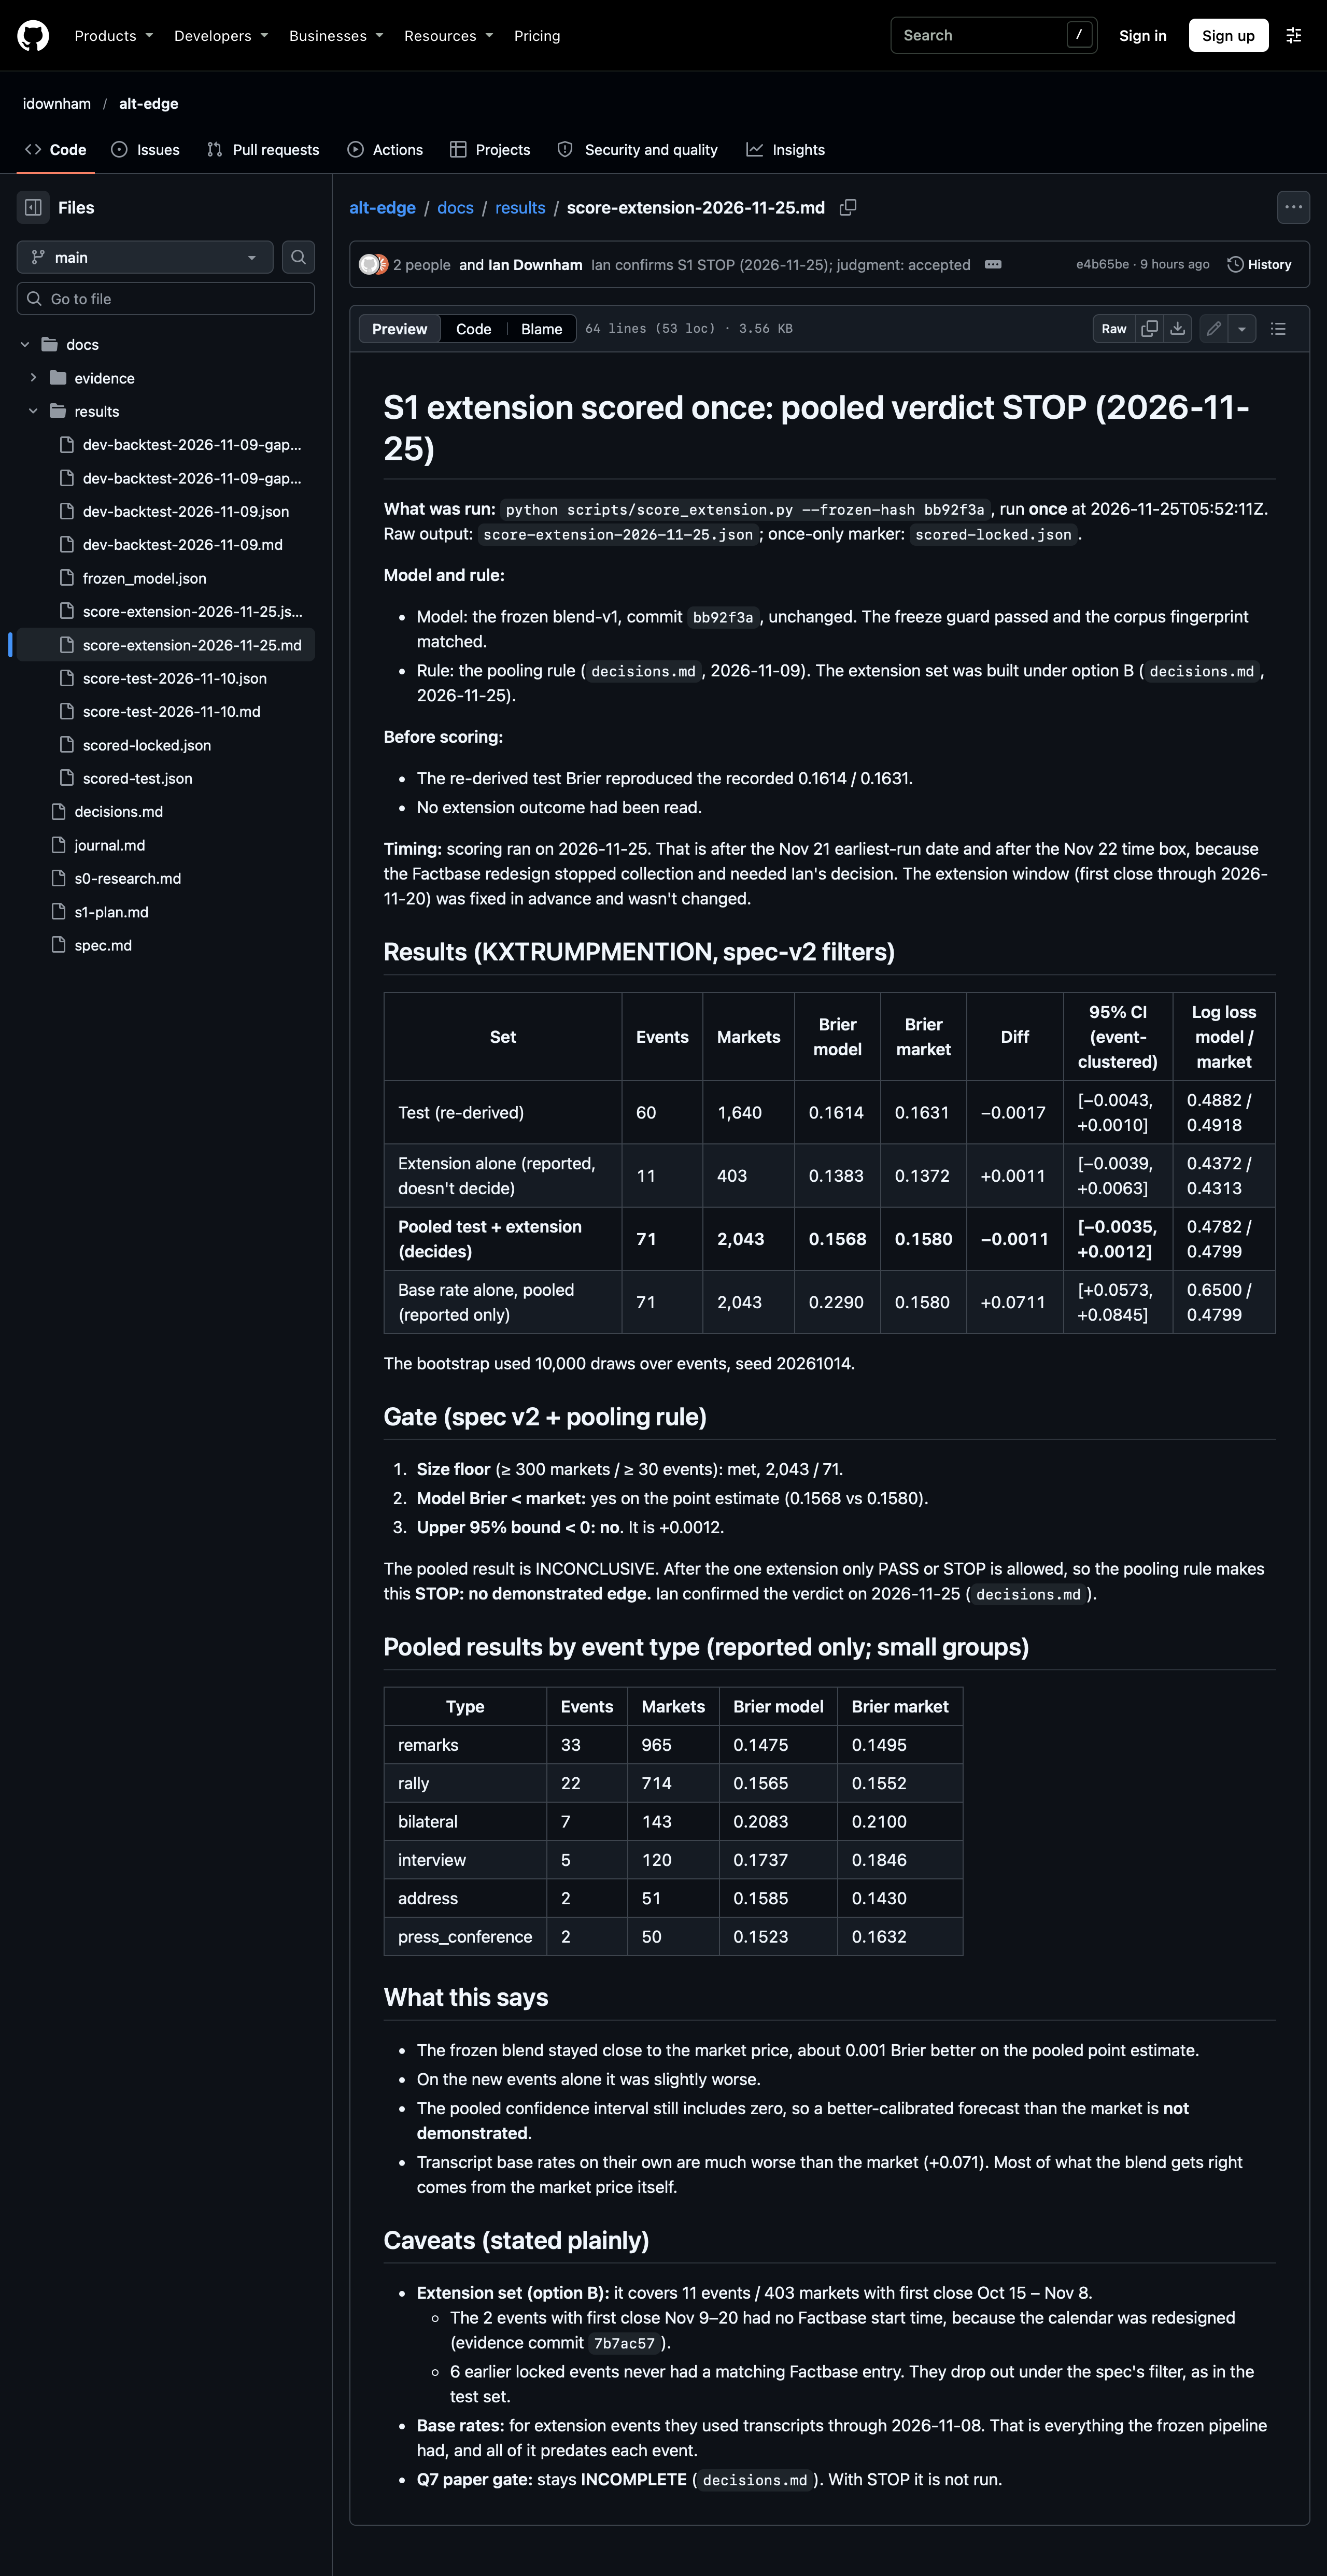 Products
Developers
Businesses
Resources
Pricing
Search
/
Sign in
Sign up
idownham / alt-edge
Code
Issues
Pull requests
Actions
Projects
Security and quality
Insights
Files
main
Go to file
docs
evidence
results
dev-backtest-2026-11-09-gap...
dev-backtest-2026-11-09-gap...
dev-backtest-2026-11-09.json
dev-backtest-2026-11-09.md
frozen_model.json
score-extension-2026-11-25.js...
score-extension-2026-11-25.md
score-test-2026-11-10.json
score-test-2026-11-10.md
scored-locked.json
scored-test.json
decisions.md
journal.md
s0-research.md
s1-plan.md
spec.md
alt-edge / docs / results / score-extension-2026-11-25.md
2 people and Ian Downham Ian confirms S1 STOP (2026-11-25); judgment: accepted
e4b65be · 9 hours ago
History
Preview
Code
Blame
64 lines (53 loc) · 3.56 KB
Raw
S1 extension scored once: pooled verdict STOP (2026-11-
25)
What was run: python scripts/score_extension.py --frozen-hash bb92f3a, run once at 2026-11-25T05:52:11Z.
Raw output: score-extension-2026-11-25.json; once-only marker: scored-locked.json.
Model and rule:
• Model: the frozen blend-v1, commit bb92f3a, unchanged. The freeze guard passed and the corpus fingerprint
matched.
• Rule: the pooling rule (decisions.md, 2026-11-09). The extension set was built under option B (decisions.md,
2026-11-25).
Before scoring:
• The re-derived test Brier reproduced the recorded 0.1614 / 0.1631.
• No extension outcome had been read.
Timing: scoring ran on 2026-11-25. That is after the Nov 21 earliest-run date and after the Nov 22 time box, because
the Factbase redesign stopped collection and needed Ian's decision. The extension window (first close through 2026-
11-20) was fixed in advance and wasn't changed.
Results (KXTRUMPMENTION, spec-v2 filters)
Set
Events
Markets
Brier
model
Brier
market
Diff
95% CI
(event-
clustered)
Log loss
model /
market
Test (re-derived)
60
1,640
0.1614
0.1631
−0.0017
[−0.0043,
+0.0010]
0.4882 /
0.4918
Extension alone (reported,
doesn't decide)
11
403
0.1383
0.1372
+0.0011
[−0.0039,
+0.0063]
0.4372 /
0.4313
Pooled test + extension
(decides)
71
2,043
0.1568
0.1580
−0.0011
[−0.0035,
+0.0012]
0.4782 /
0.4799
Base rate alone, pooled
(reported only)
71
2,043
0.2290
0.1580
+0.0711
[+0.0573,
+0.0845]
0.6500 /
0.4799
The bootstrap used 10,000 draws over events, seed 20261014.
Gate (spec v2 + pooling rule)
1. Size floor (≥ 300 markets / ≥ 30 events): met, 2,043 / 71.
2. Model Brier < market: yes on the point estimate (0.1568 vs 0.1580).
3. Upper 95% bound < 0: no. It is +0.0012.
The pooled result is INCONCLUSIVE. After the one extension only PASS or STOP is allowed, so the pooling rule makes
this STOP: no demonstrated edge. Ian confirmed the verdict on 2026-11-25 (decisions.md).
Pooled results by event type (reported only; small groups)
Type Events Markets Brier model Brier market
remarks 33 965 0.1475 0.1495
rally 22 714 0.1565 0.1552
bilateral 7 143 0.2083 0.2100
interview 5 120 0.1737 0.1846
address 2 51 0.1585 0.1430
press_conference 2 50 0.1523 0.1632
What this says
• The frozen blend stayed close to the market price, about 0.001 Brier better on the pooled point estimate.
• On the new events alone it was slightly worse.
• The pooled confidence interval still includes zero, so a better-calibrated forecast than the market is not
demonstrated.
• Transcript base rates on their own are much worse than the market (+0.071). Most of what the blend gets right
comes from the market price itself.
Caveats (stated plainly)
• Extension set (option B): it covers 11 events / 403 markets with first close Oct 15 – Nov 8.
◦ The 2 events with first close Nov 9–20 had no Factbase start time, because the calendar was redesigned
(evidence commit 7b7ac57).
◦ 6 earlier locked events never had a matching Factbase entry. They drop out under the spec's filter, as in the
test set.
• Base rates: for extension events they used transcripts through 2026-11-08. That is everything the frozen pipeline
had, and all of it predates each event.
• Q7 paper gate: stays INCOMPLETE (decisions.md). With STOP it is not run.